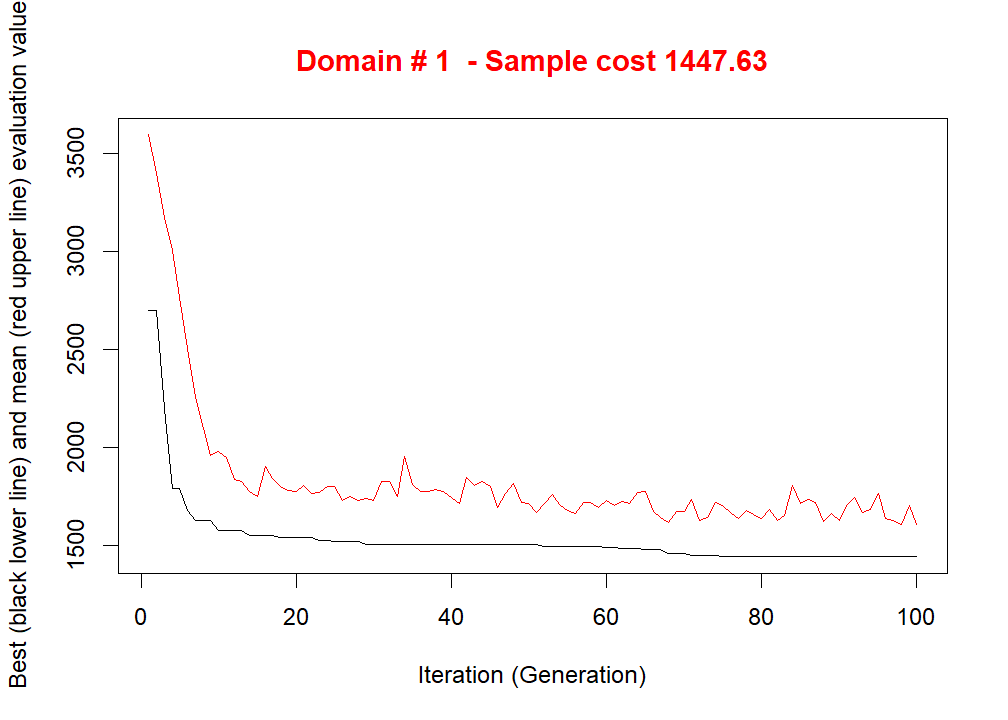 Domain # 1  - Sample cost 1447.63
Best (black lower line) and mean (red upper line) evaluation value
3500
3000
2500
2000
1500
0 20 40 60 80 100
Iteration (Generation)